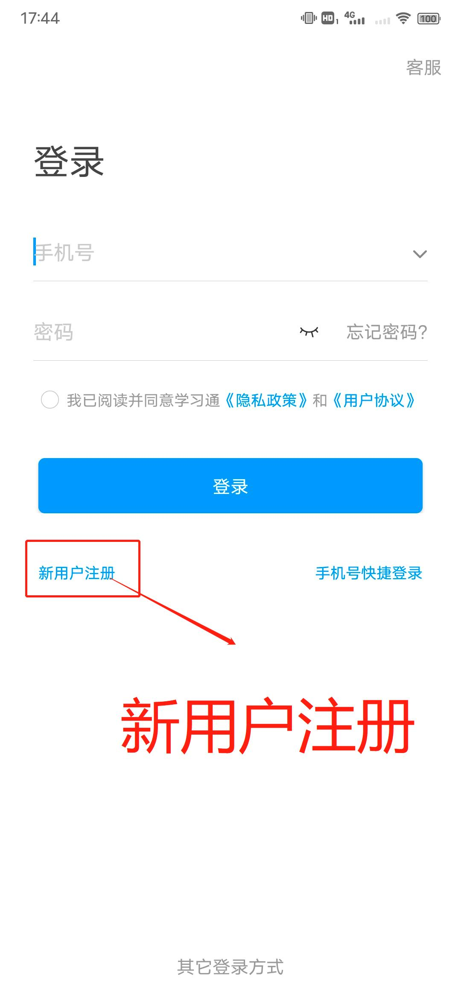 17:44 HD 1 4G 100
客服
登录
手机号
密码 忘记密码?
我已阅读并同意学习通《隐私政策》和《用户协议》
登录
新用户注册 手机号快捷登录
新用户注册
其它登录方式